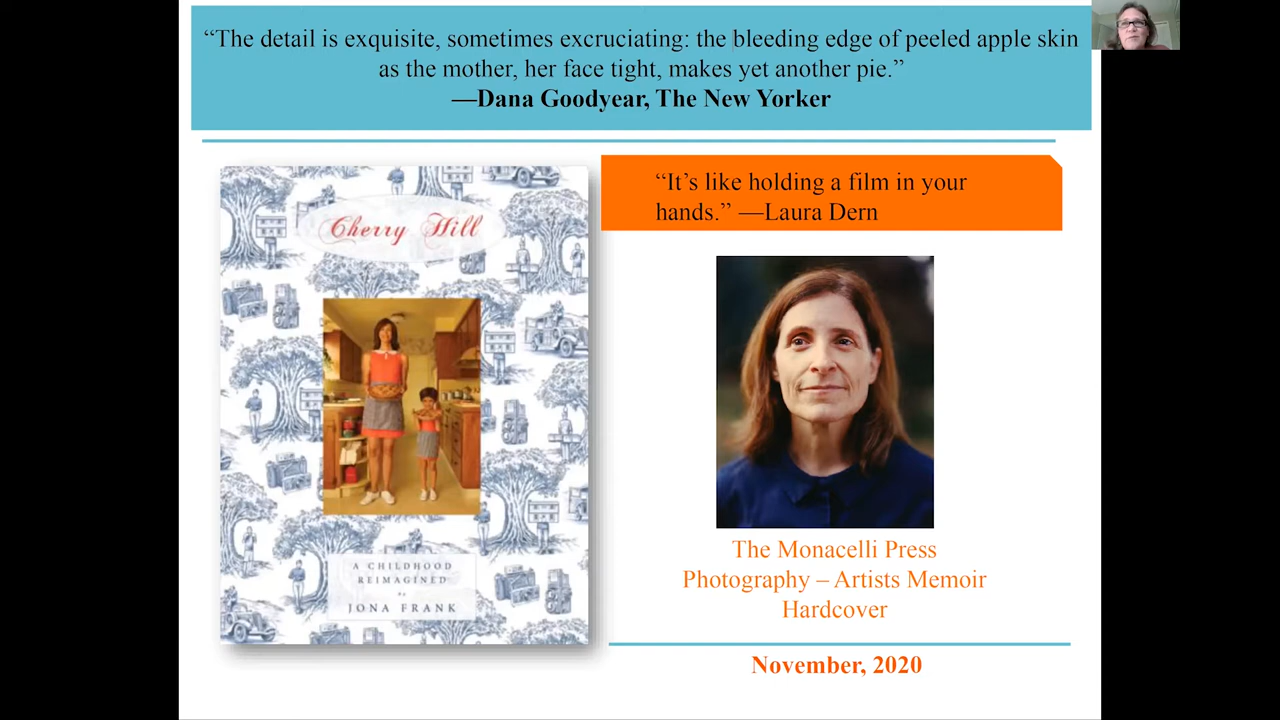 “The detail is exquisite, sometimes excruciating: the bleeding edge of peeled apple skin
as the mother, her face tight, makes yet another pie.”
—Dana Goodyear, The New Yorker
“It’s like holding a film in your
hands.” —Laura Dern
Cherry Hill
A CHILDHOOD
REIMAGINED
BY
JONA FRANK
The Monacelli Press
Photography – Artists Memoir
Hardcover
November, 2020